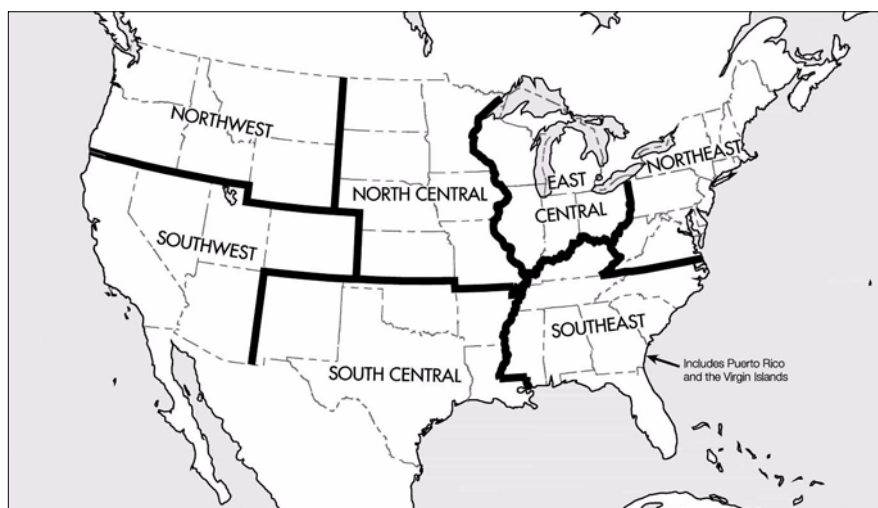 NORTHWEST
NORTHEAST
NORTH CENTRAL
EAST
CENTRAL
SOUTHWEST
SOUTHEAST
SOUTH CENTRAL
Includes Puerto Rico
and the Virgin Islands